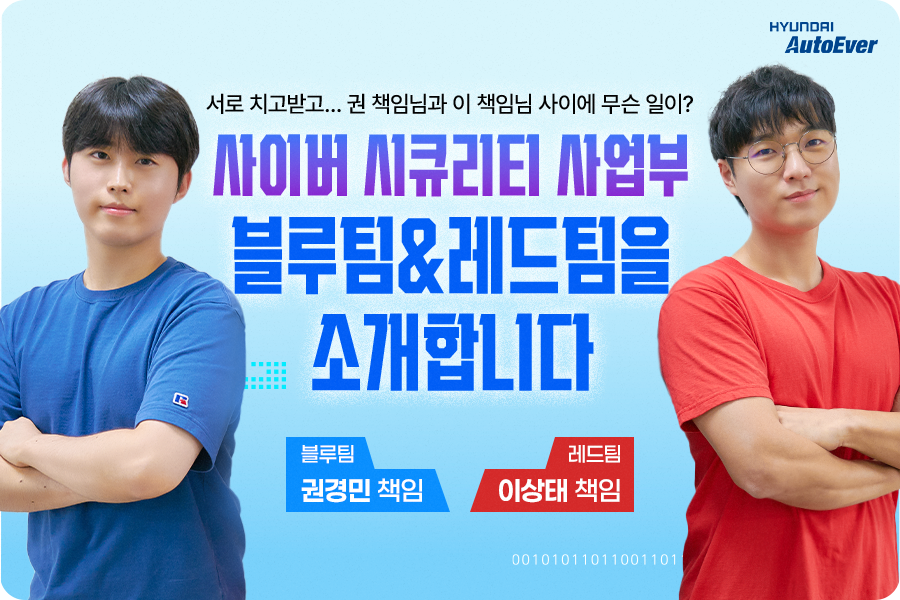 HYUNDAI
AutoEver
서로 치고받고... 권 책임님과 이 책임님 사이에 무슨 일이?
사이버 시큐리티 사업부
블루팀&레드팀을
소개합니다
블루팀
권경민 책임
레드팀
이상태 책임
001010110110011011